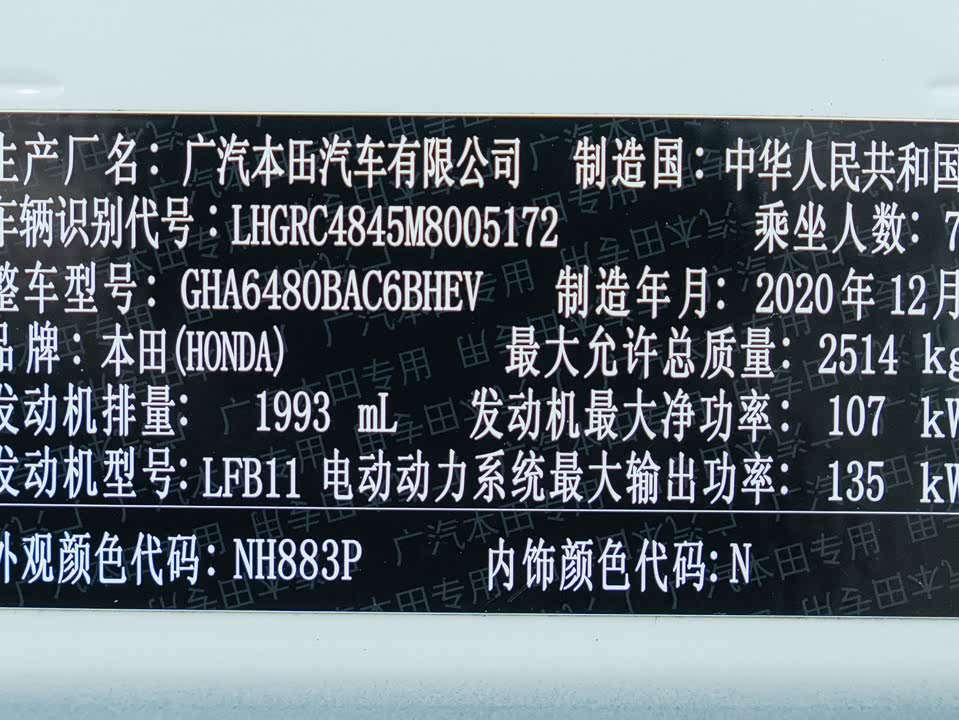 生产厂名：广汽本田汽车有限公司 制造国：中华人民共和国
车辆识别代号：LHGRC4845M8005172 乘坐人数：7
整车型号：GHA6480BAC6BHEV 制造年月：2020年12月
品牌：本田(HONDA) 最大允许总质量：2514 kg
发动机排量： 1993 mL 发动机最大净功率： 107 kW
发动机型号：LFB11 电动动力系统最大输出功率： 135 kW
外观颜色代码：NH883P 内饰颜色代码：N